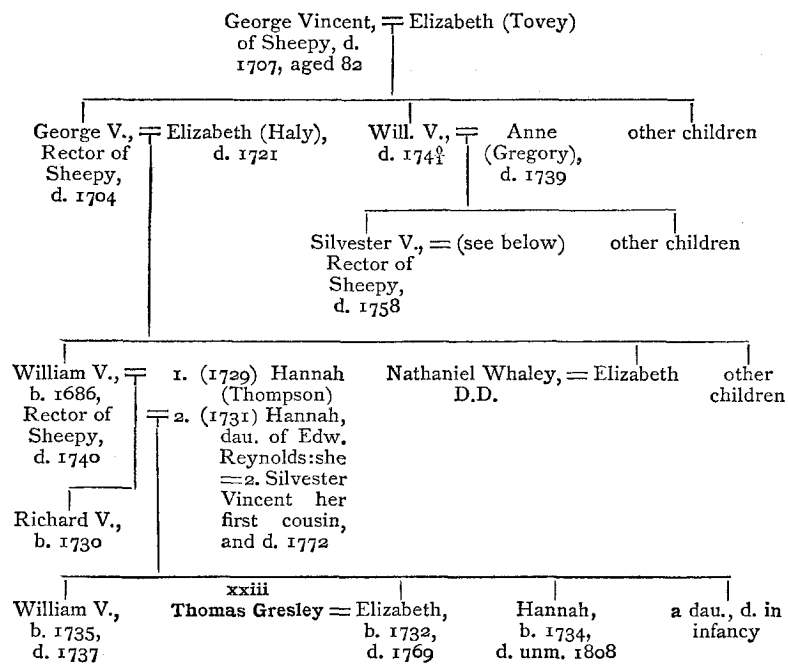 George Vincent, = Elizabeth (Tovey)
of Sheepy, d.
1707, aged 82
George V., = Elizabeth (Haly),
Rector of d. 1721
Sheepy,
d. 1704
Will. V., = Anne
d. 174 0/1 (Gregory),
d. 1739
other children
Silvester V., = (see below)
Rector of
Sheepy,
d. 1758
other children
William V., =
b. 1686,
Rector of
Sheepy,
d. 1740
1. (1729) Hannah
(Thompson)
= 2. (1731) Hannah,
dau. of Edw.
Reynolds: she
=2. Silvester
Vincent her
first cousin,
and d. 1772
Nathaniel Whaley, = Elizabeth
D.D.
other
children
Richard V.,
b. 1730
William V.,
b. 1735,
d. 1737
xxiii
Thomas Gresley = Elizabeth,
b. 1732,
d. 1769
Hannah,
b. 1734,
d. unm. 1808
a dau., d. in
infancy